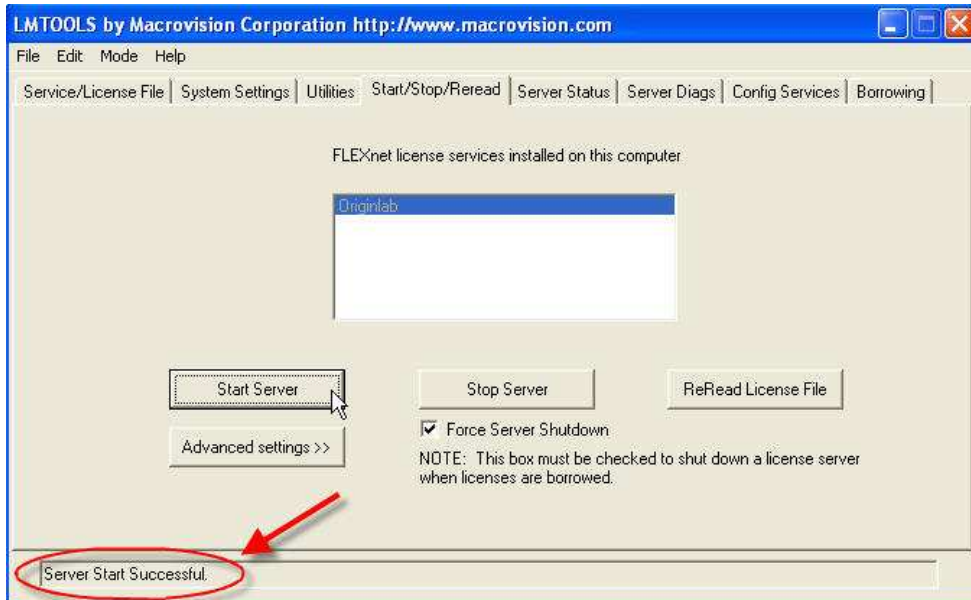 LMTOOLS by Macrovision Corporation http://www.macrovision.com
File Edit Mode Help
Service/License File System Settings Utilities Start/Stop/Reread Server Status Server Diags Config Services Borrowing
FLEXnet license services installed on this computer
Originlab
Start Server Stop Server ReRead License File
Force Server Shutdown
Advanced settings >>
NOTE: This box must be checked to shut down a license server
when licenses are borrowed.
Server Start Successful.